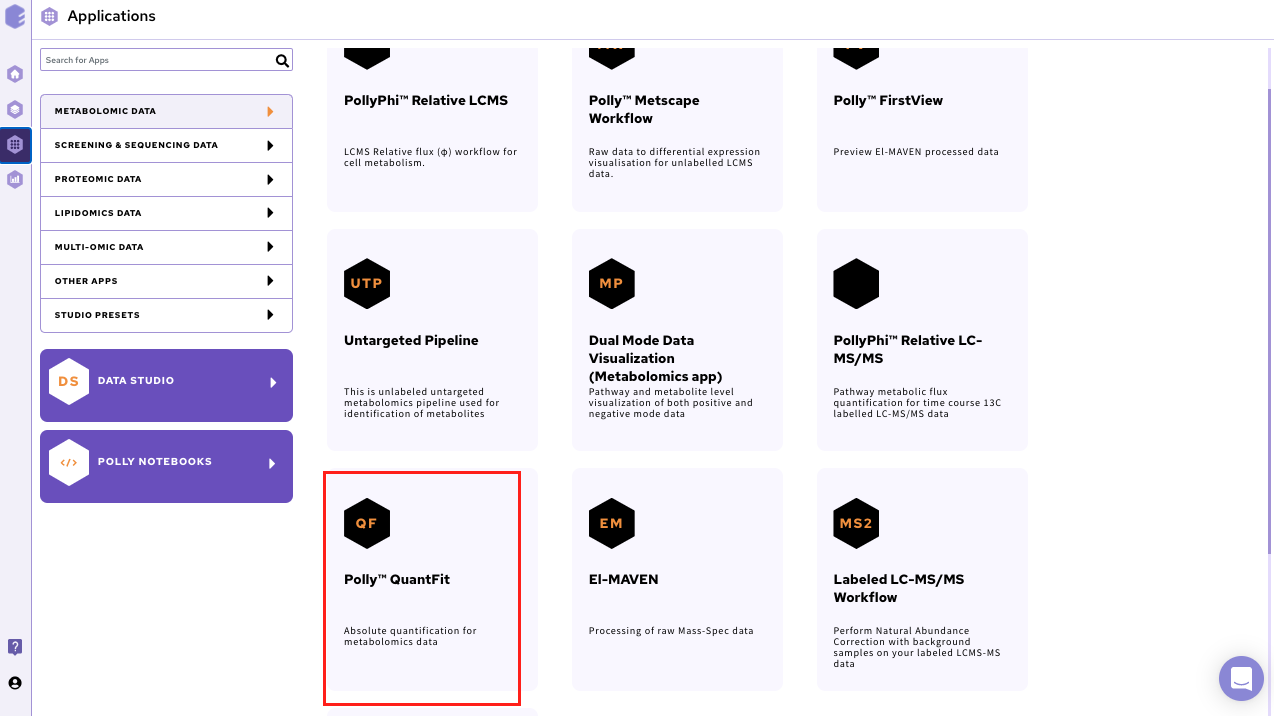 Applications
Search for Apps
METABOLOMIC DATA
SCREENING & SEQUENCING DATA
PROTEOMIC DATA
LIPIDOMICS DATA
MULTI-OMIC DATA
OTHER APPS
STUDIO PRESETS
DS
DATA STUDIO
</>
POLLY NOTEBOOKS
PollyPhi™ Relative LCMS
LCMS Relative flux (ϕ) workflow for
cell metabolism.
Polly™ Metscape
Workflow
Raw data to differential expression
visualisation for unlabelled LCMS
data.
Polly™ FirstView
Preview El-MAVEN processed data
UTP
Untargeted Pipeline
This is unlabeled untargeted
metabolomics pipeline used for
identification of metabolites
MP
Dual Mode Data
Visualization
(Metabolomics app)
Pathway and metabolite level
visualization of both positive and
negative mode data
PollyPhi™ Relative LC-
MS/MS
Pathway metabolic flux
quantification for time course 13C
labelled LC-MS/MS data
QF
Polly™ QuantFit
Absolute quantification for
metabolomics data
EM
El-MAVEN
Processing of raw Mass-Spec data
MS2
Labeled LC-MS/MS
Workflow
Perform Natural Abundance
Correction with background
samples on your labeled LCMS-MS
data
?